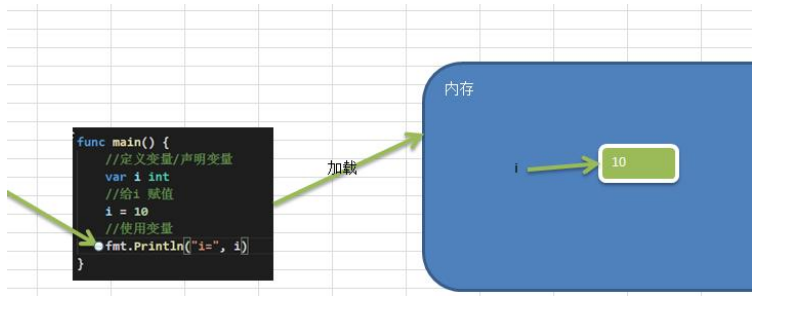 func main() {
//定义变量/声明变量
var i int
//给i 赋值
i = 10
//使用变量
fmt.Println("i=", i)
}
加载
内存
i
10